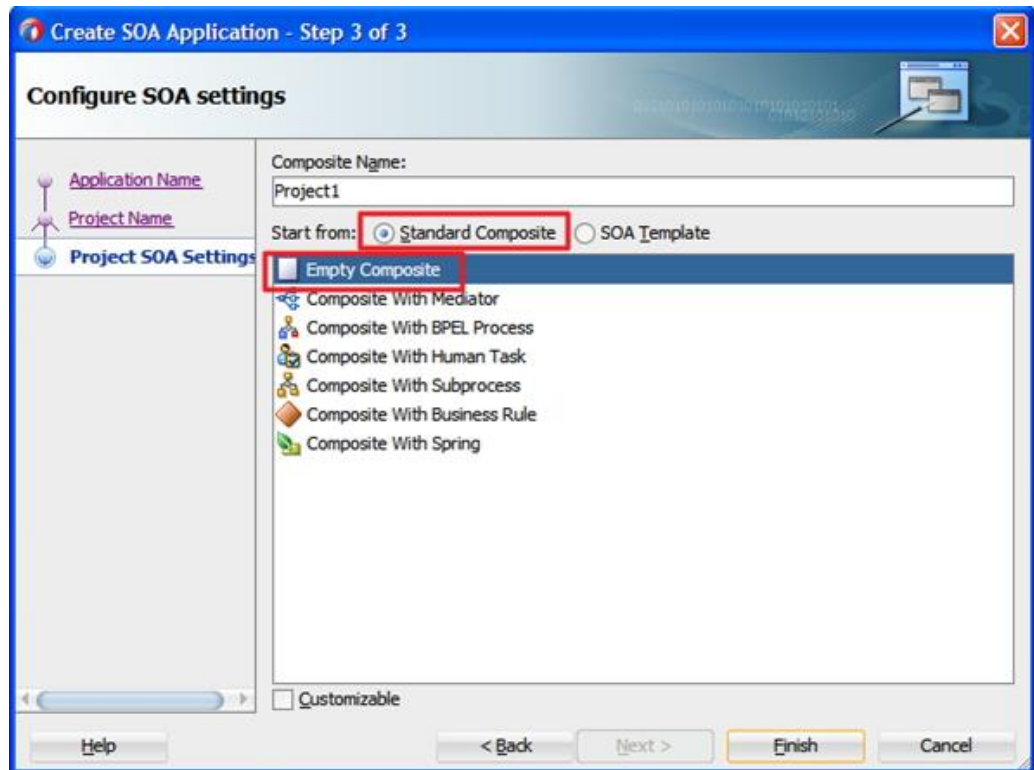 Create SOA Application - Step 3 of 3
Configure SOA settings
Application Name
Project Name
Project SOA Settings
Composite Name:
Project1
Start from: Standard Composite SOA Template
Empty Composite
Composite With Mediator
Composite With BPEL Process
Composite With Human Task
Composite With Subprocess
Composite With Business Rule
Composite With Spring
Customizable
Help < Back Next > Finish Cancel